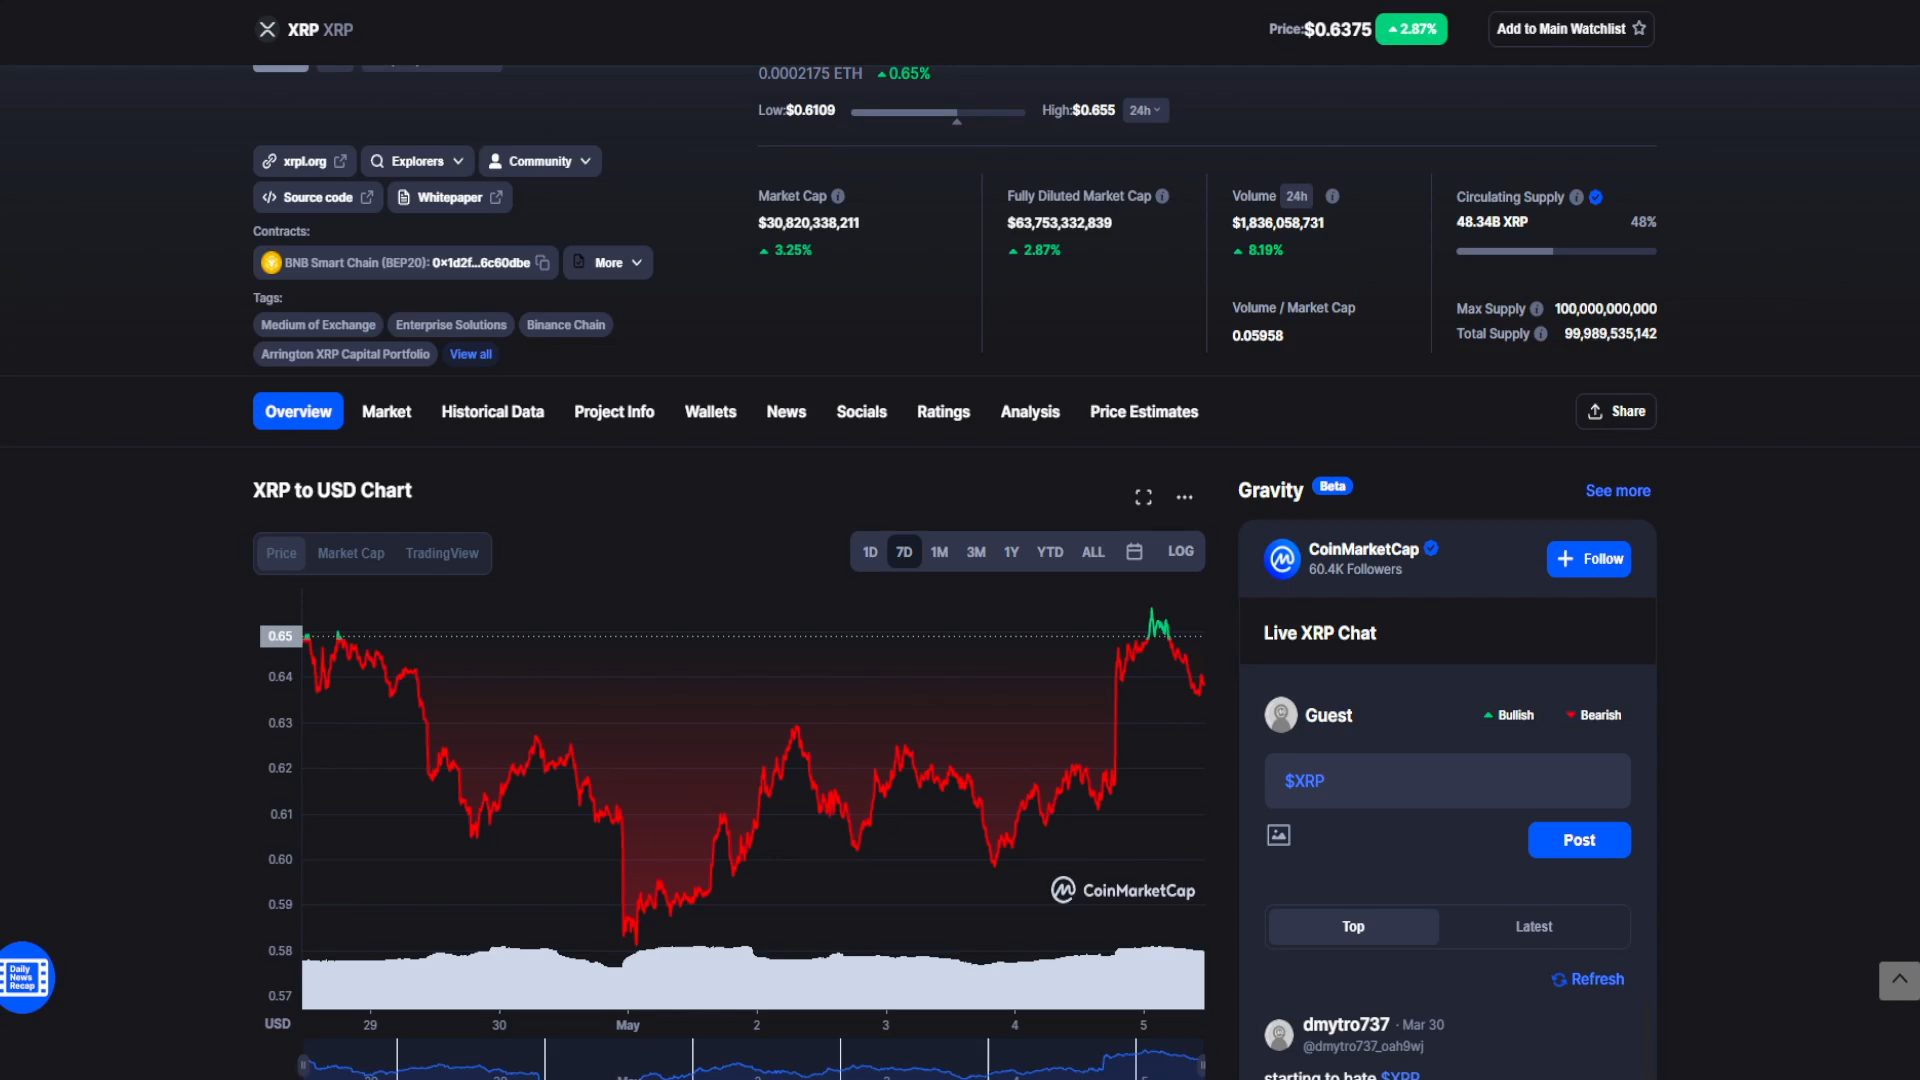 XRP XRP
Price:$0.6375 2.87%
Add to Main Watchlist
0.0002175 ETH 0.65%
Low:$0.6109 High:$0.655 24h
xrpl.org Explorers Community
Source code Whitepaper
Contracts:
BNB Smart Chain (BEP20): 0x1d2f...6c60dbe More
Tags:
Medium of Exchange Enterprise Solutions Binance Chain
Arrington XRP Capital Portfolio View all
Market Cap
$30,820,338,211
3.25%
Fully Diluted Market Cap
$63,753,332,839
2.87%
Volume 24h
$1,836,058,731
8.19%
Volume / Market Cap
0.05958
Circulating Supply
48.34B XRP 48%
Max Supply 100,000,000,000
Total Supply 99,989,535,142
Overview Market Historical Data Project Info Wallets News Socials Ratings Analysis Price Estimates
Share
XRP to USD Chart
Price Market Cap TradingView
1D 7D 1M 3M 1Y YTD ALL LOG
0.65
0.64
0.63
0.62
0.61
0.60
0.59
0.58
0.57
CoinMarketCap
USD 29 30 May 2 3 4 5
Gravity Beta
See more
CoinMarketCap
60.4K Followers
Follow
Live XRP Chat
Guest
Bullish Bearish
$XRP
Post
Top Latest
Refresh
dmytro737 · Mar 30
@dmytro737_oah9wj
starting to hate $XRP
Daily
News
Recap